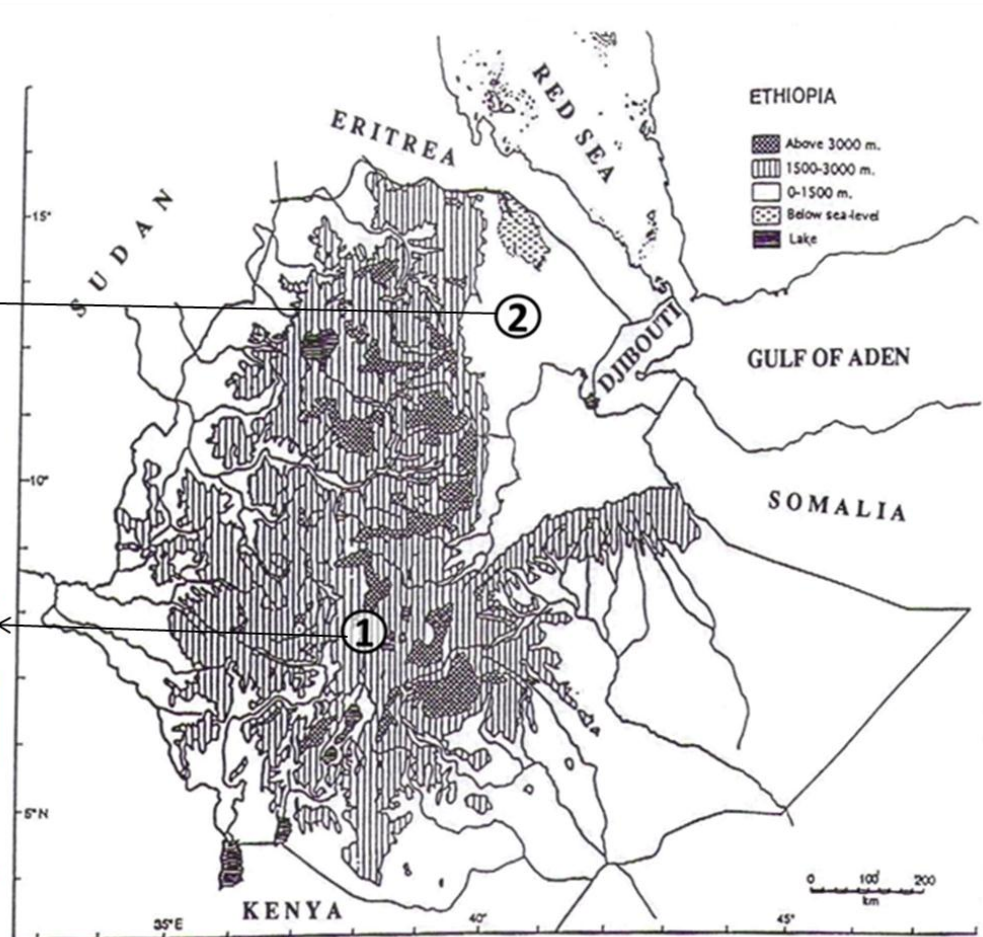 RED SEA
ETHIOPIA
Above 3000 m.
1500-3000 m.
0-1500 m.
Below sea-level
Lake
ERITREA
SUDAN
15°
2
DJIBOUTI
GULF OF ADEN
10°
SOMALIA
1
5° N
0 100 200
km
KENYA
35° E
40°
45°